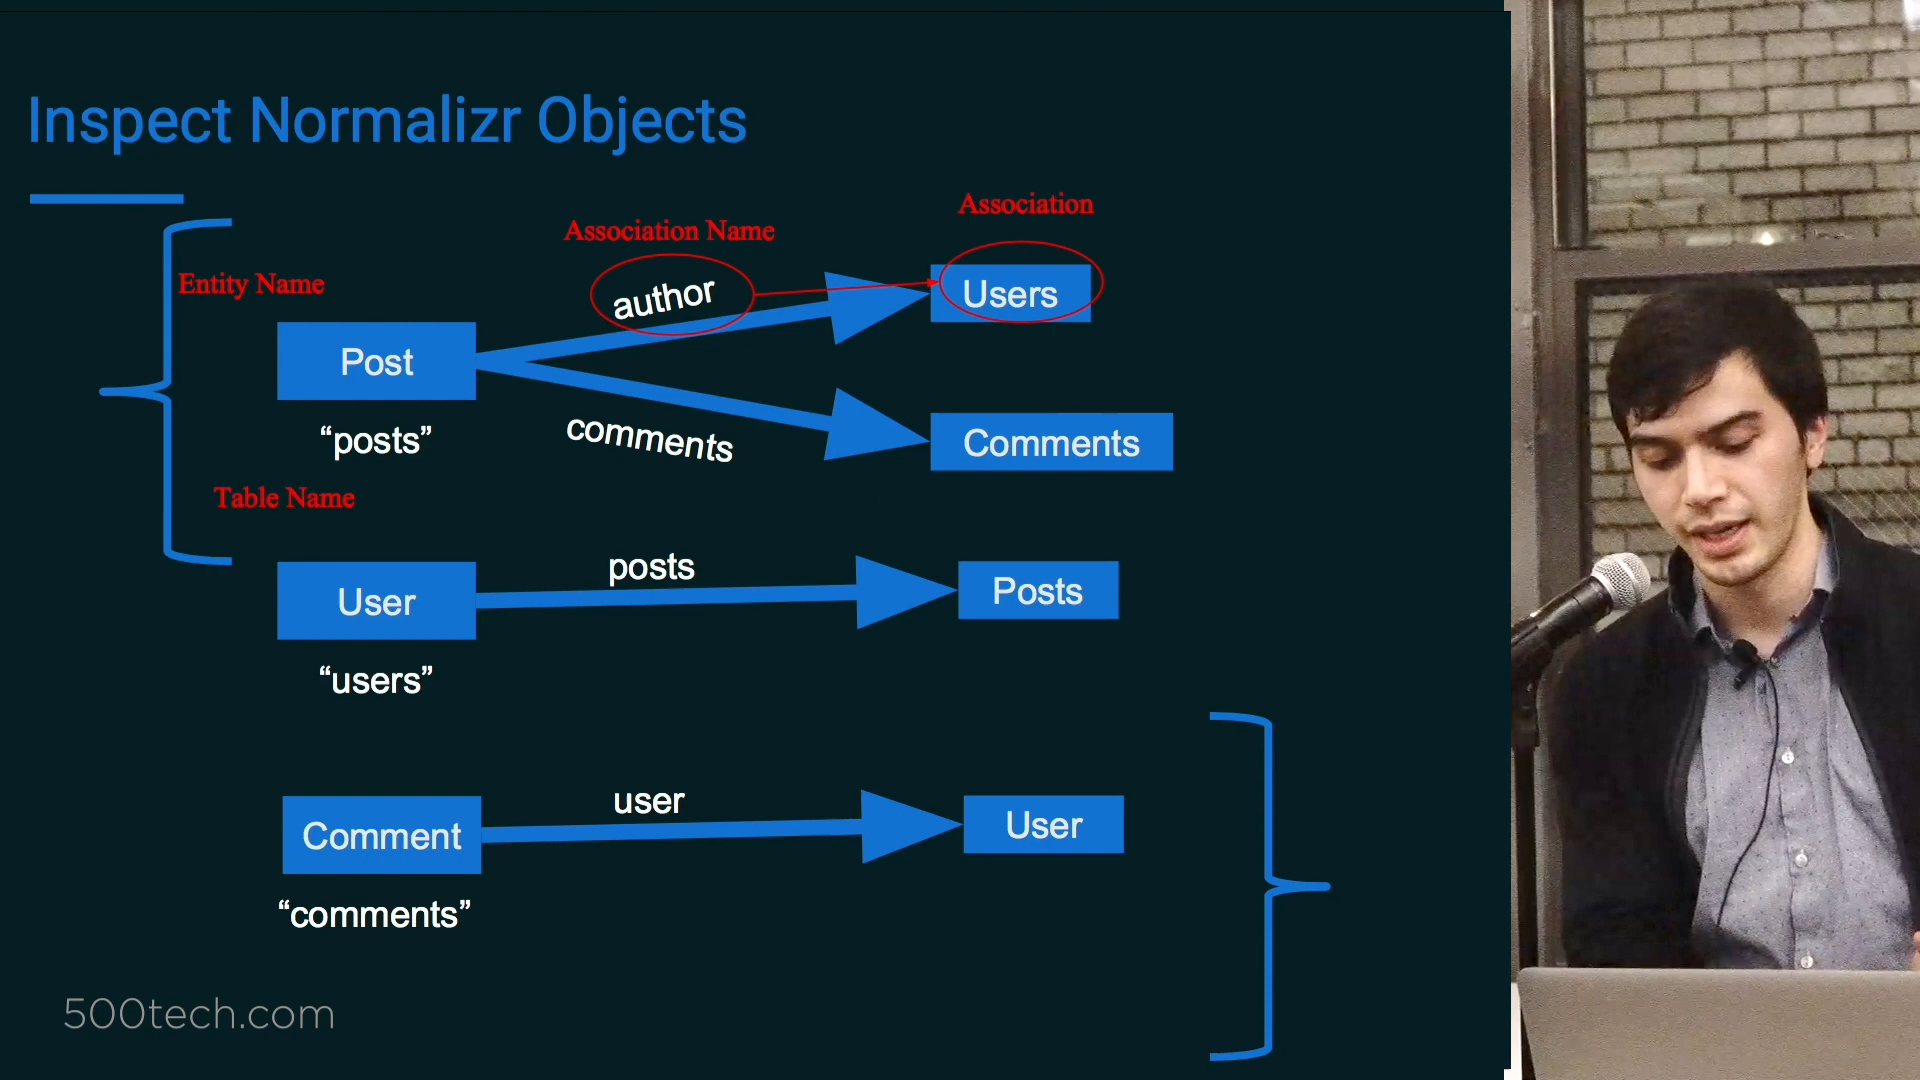 Inspect Normalizr Objects
Association
Association Name
Entity Name
author
Users
Post
comments
Comments
“posts”
Table Name
posts
User
Posts
“users”
user
Comment
User
“comments”
500tech.com